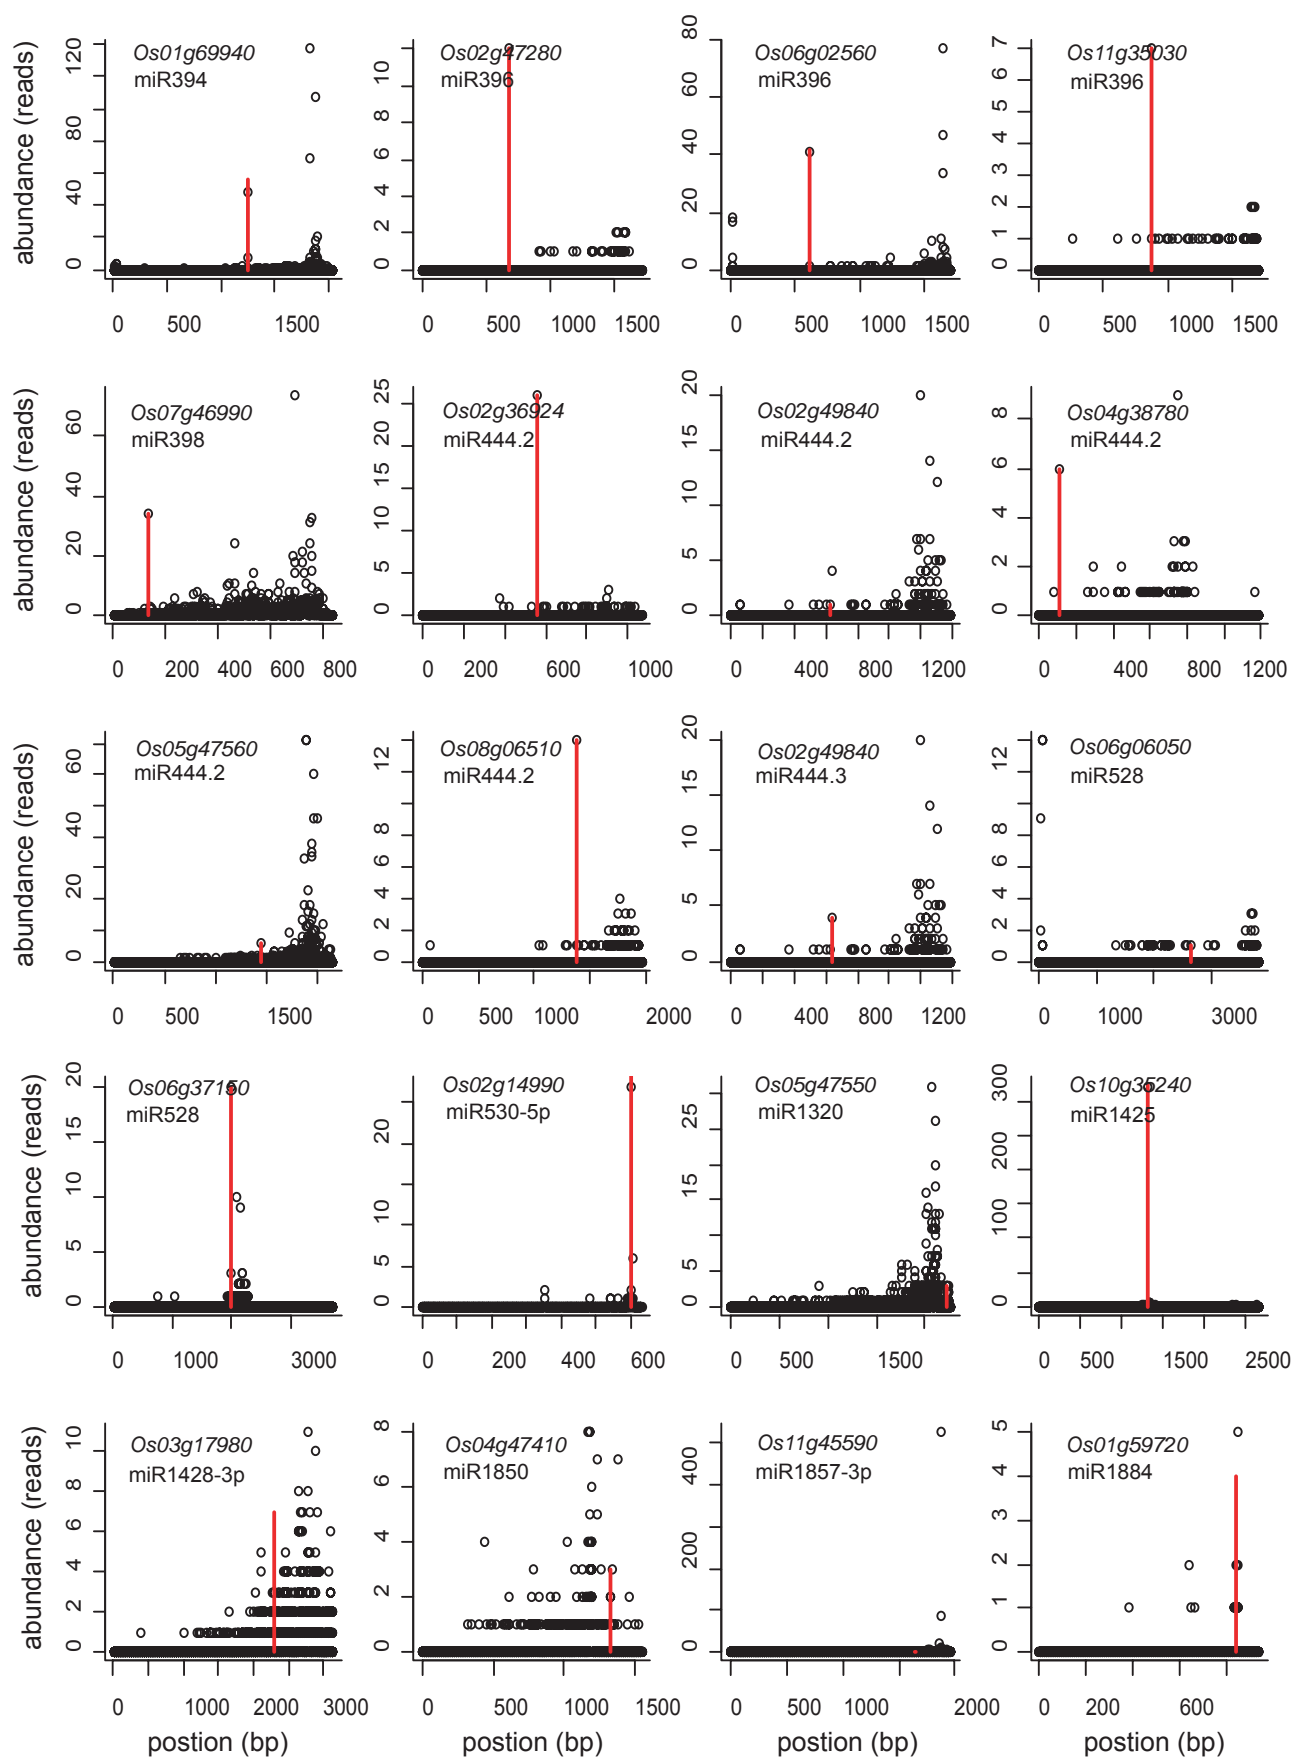 Os01g69940
miR394
abundance (reads)
0 40 80 120
0 500 1500
Os02g47280
miR396
0 2 4 6 8 10
0 500 1000 1500
Os06g02560
miR396
0 20 40 60 80
0 500 1000 1500
Os11g35030
miR396
0 1 2 3 4 5 6 7
0 500 1000 1500
Os07g46990
miR398
abundance (reads)
0 20 40 60
0 200 400 600 800
Os02g36924
miR444.2
0 5 10 15 20 25
0 200 600 1000
Os02g49840
miR444.2
0 5 10 15 20
0 400 800 1200
Os04g38780
miR444.2
0 2 4 6 8
0 400 800 1200
Os05g47560
miR444.2
abundance (reads)
0 20 40 60
0 500 1500
Os08g06510
miR444.2
0 2 4 6 8 12
0 500 1000 2000
Os02g49840
miR444.3
0 5 10 15 20
0 400 800 1200
Os06g06050
miR528
0 2 4 6 8 12
0 1000 3000
Os06g37150
miR528
abundance (reads)
0 5 10 15 20
0 1000 3000
Os02g14990
miR530-5p
0 5 10 20
0 200 400 600
Os05g47550
miR1320
0 5 15 25
0 500 1500
Os10g35240
miR1425
0 100 200 300
0 500 1500 2500
Os03g17980
miR1428-3p
abundance (reads)
0 2 4 6 8 10
0 1000 2000 3000
postion (bp)
Os04g47410
miR1850
0 2 4 6 8
0 500 1000 1500
postion (bp)
Os11g45590
miR1857-3p
0 200 400
0 500 1000 2000
postion (bp)
Os01g59720
miR1884
0 1 2 3 4 5
0 200 600
postion (bp)